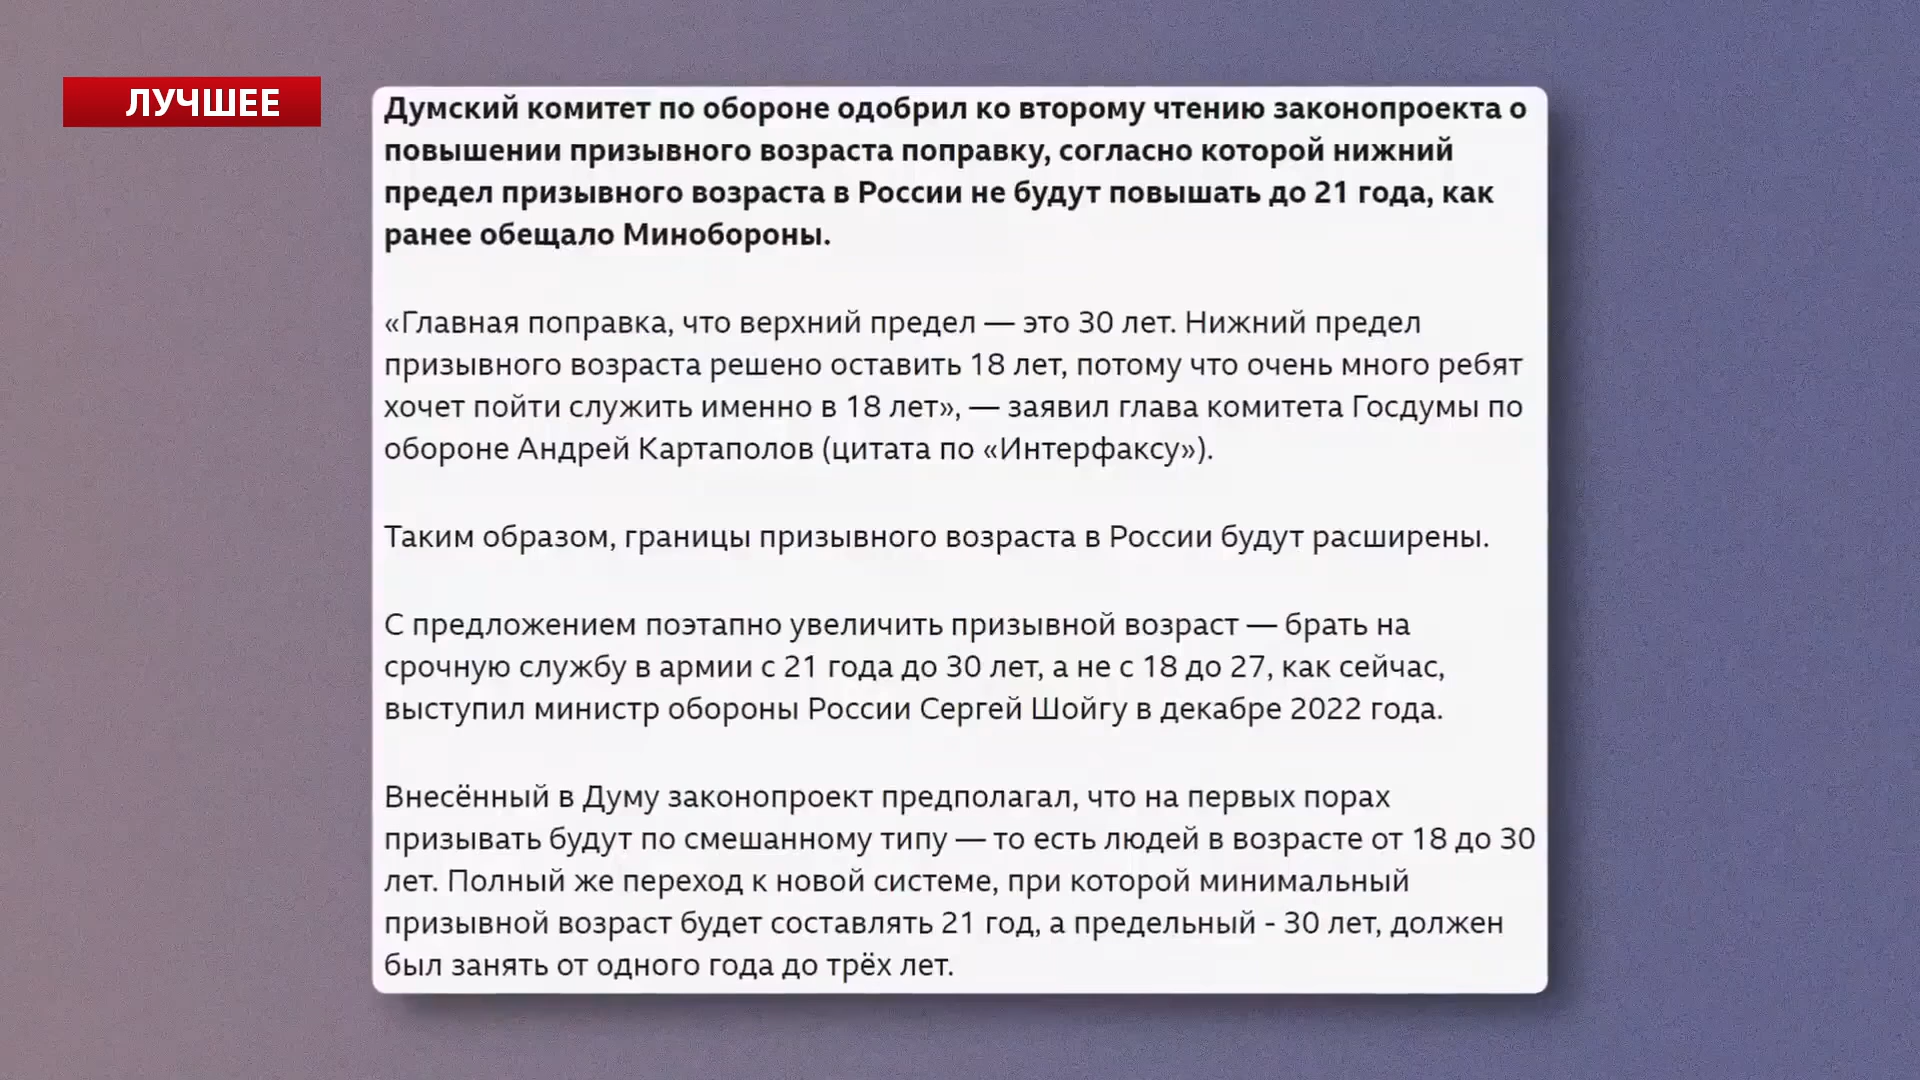 ЛУЧШЕЕ
Думский комитет по обороне одобрил ко второму чтению законопроекта о
повышении призывного возраста поправку, согласно которой нижний
предел призывного возраста в России не будут повышать до 21 года, как
ранее обещало Минобороны.
«Главная поправка, что верхний предел — это 30 лет. Нижний предел
призывного возраста решено оставить 18 лет, потому что очень много ребят
хочет пойти служить именно в 18 лет», — заявил глава комитета Госдумы по
обороне Андрей Картаполов (цитата по «Интерфаксу»).
Таким образом, границы призывного возраста в России будут расширены.
С предложением поэтапно увеличить призывной возраст — брать на
срочную службу в армии с 21 года до 30 лет, а не с 18 до 27, как сейчас,
выступил министр обороны России Сергей Шойгу в декабре 2022 года.
Внесённый в Думу законопроект предполагал, что на первых порах
призывать будут по смешанному типу — то есть людей в возрасте от 18 до 30
лет. Полный же переход к новой системе, при которой минимальный
призывной возраст будет составлять 21 год, а предельный - 30 лет, должен
был занять от одного года до трёх лет.